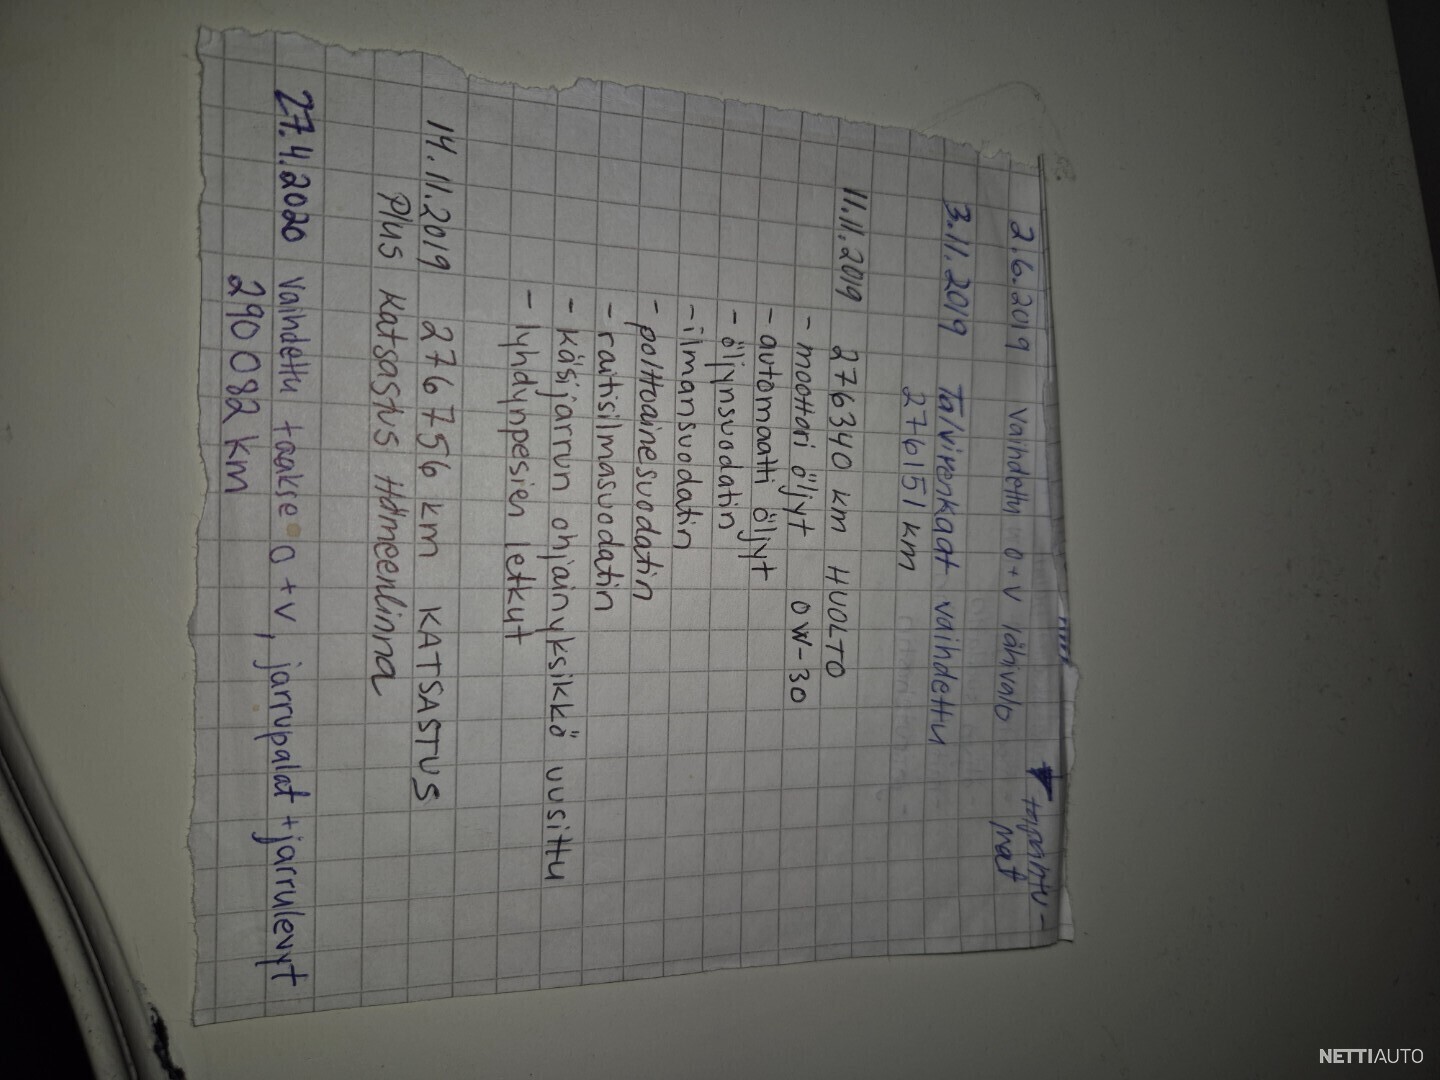 2.6.2019 vaihdettu o+v lähivalo
3.11.2019 Talvirenkaat vaihdettu
276151 km
11.11.2019 276340 km HUOLTO
- moottori öljyt 0W-30
- automaatti öljyt
- öljynsuodatin
- ilmansuodatin
- polttoainesuodatin
- raitisilmasuodatin
- käsijarrun ohjainyksikkö uusittu
- lyhdynpesien letkut
14.11.2019 276756 km KATSASTUS
Plus Katsastus Hämeenlinna
27.4.2020 vaihdettu taakse o+v, jarrupalat+jarrulevyt
290082 km
NETTIAUTO